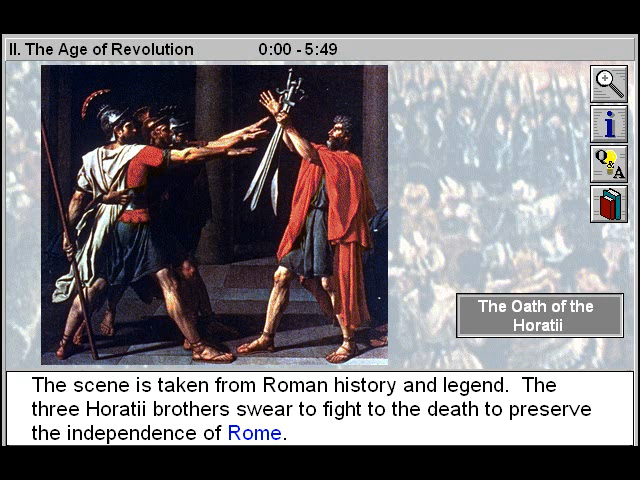 II. The Age of Revolution 0:00 - 5:49
i
Q&A
The Oath of the
Horatii
The scene is taken from Roman history and legend. The
three Horatii brothers swear to fight to the death to preserve
the independence of Rome.